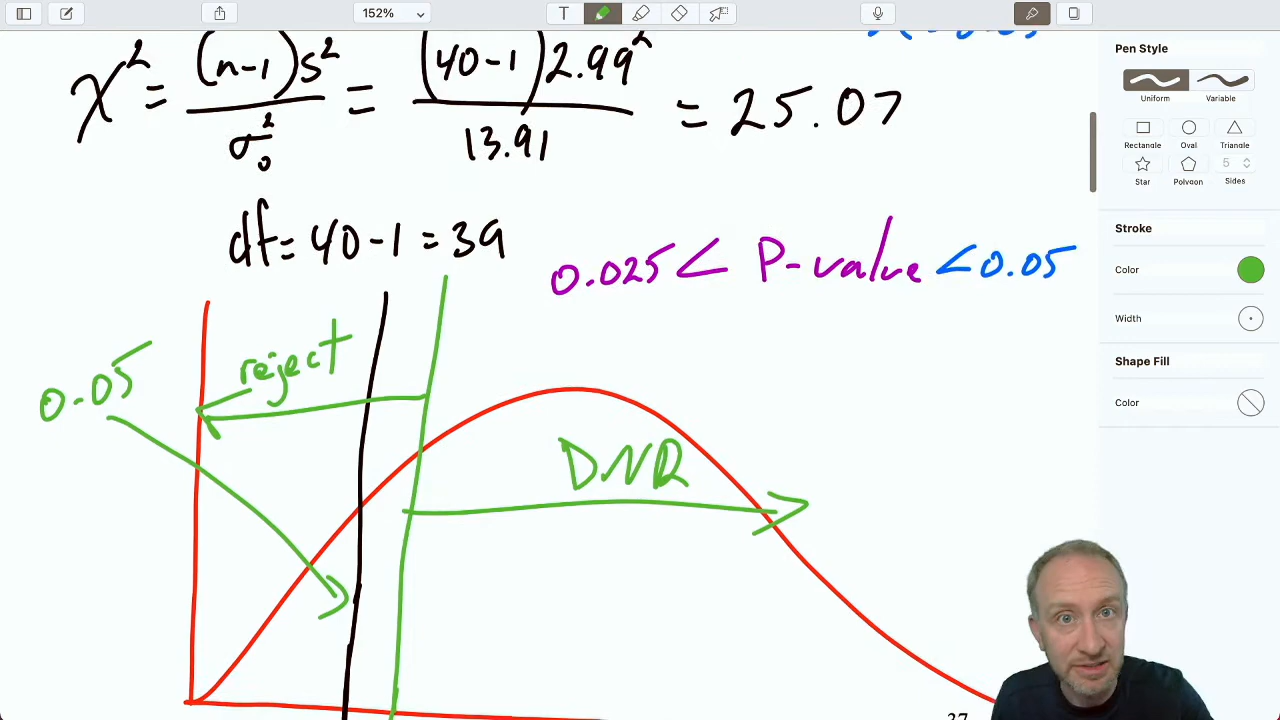 152%
T
χ² = (n-1)s² / σ₀² = (40-1)2.99² / 13.91 = 25.07
df = 40-1 = 39
0.025 < P-value < 0.05
0.05
reject
DNR
Pen Style
Uniform
Variable
Rectangle
Oval
Triangle
5
Star
Polygon
Sides
Stroke
Color
Width
Shape Fill
Color